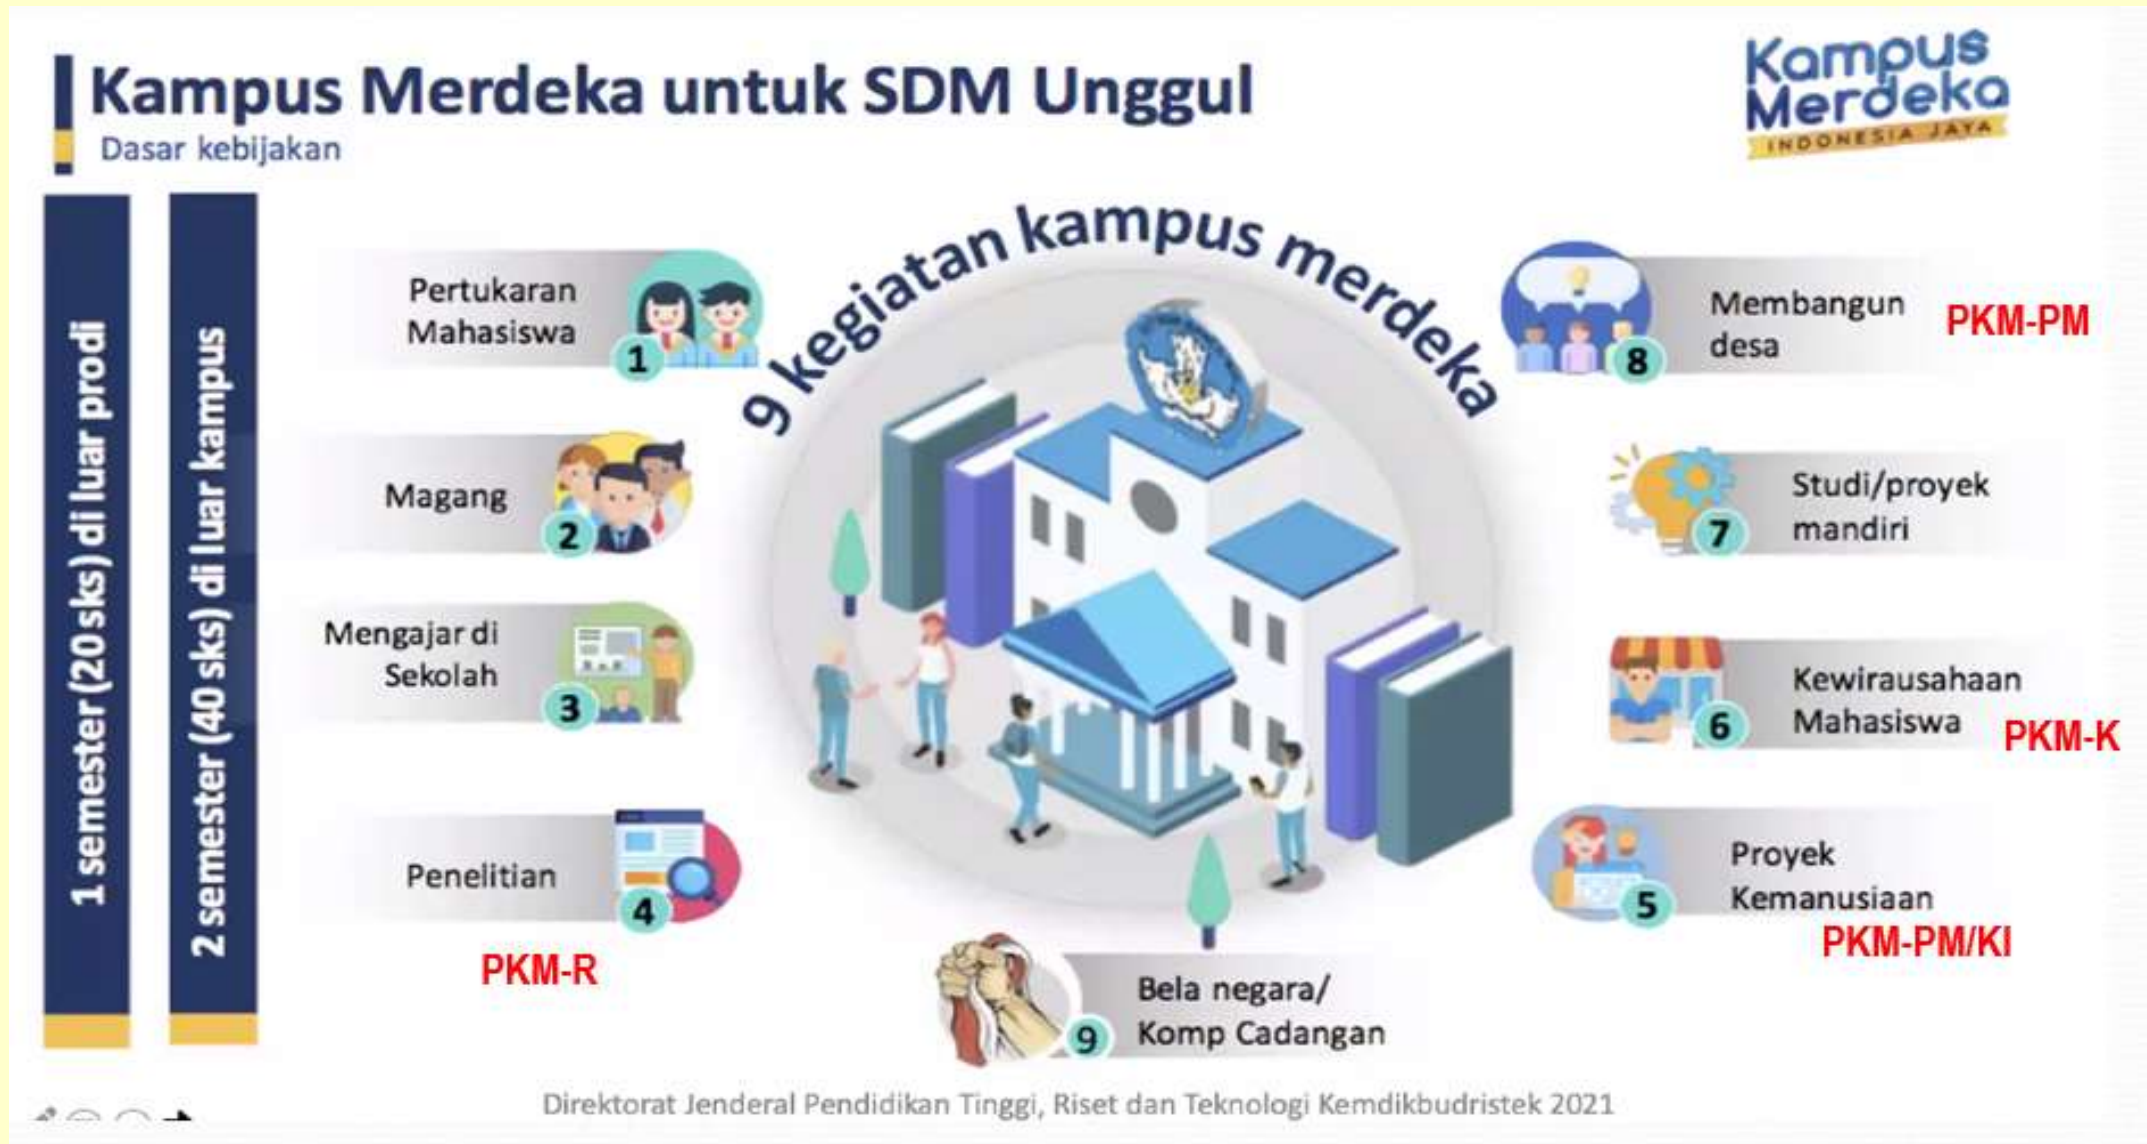 Kampus Merdeka untuk SDM Unggul
Dasar kebijakan
Kampus
Merdeka
INDONESIA JAYA
1 semester (20 sks) di luar prodi
2 semester (40 sks) di luar kampus
9 kegiatan kampus merdeka
Pertukaran
Mahasiswa
1
Magang
2
Mengajar di
Sekolah
3
Penelitian
4
PKM-R
Membangun
desa
8
PKM-PM
Studi/proyek
mandiri
7
Kewirausahaan
Mahasiswa
6
PKM-K
Proyek
Kemanusiaan
5
PKM-PM/KI
Bela negara/
Komp Cadangan
9
Direktorat Jenderal Pendidikan Tinggi, Riset dan Teknologi Kemdikbudristek 2021